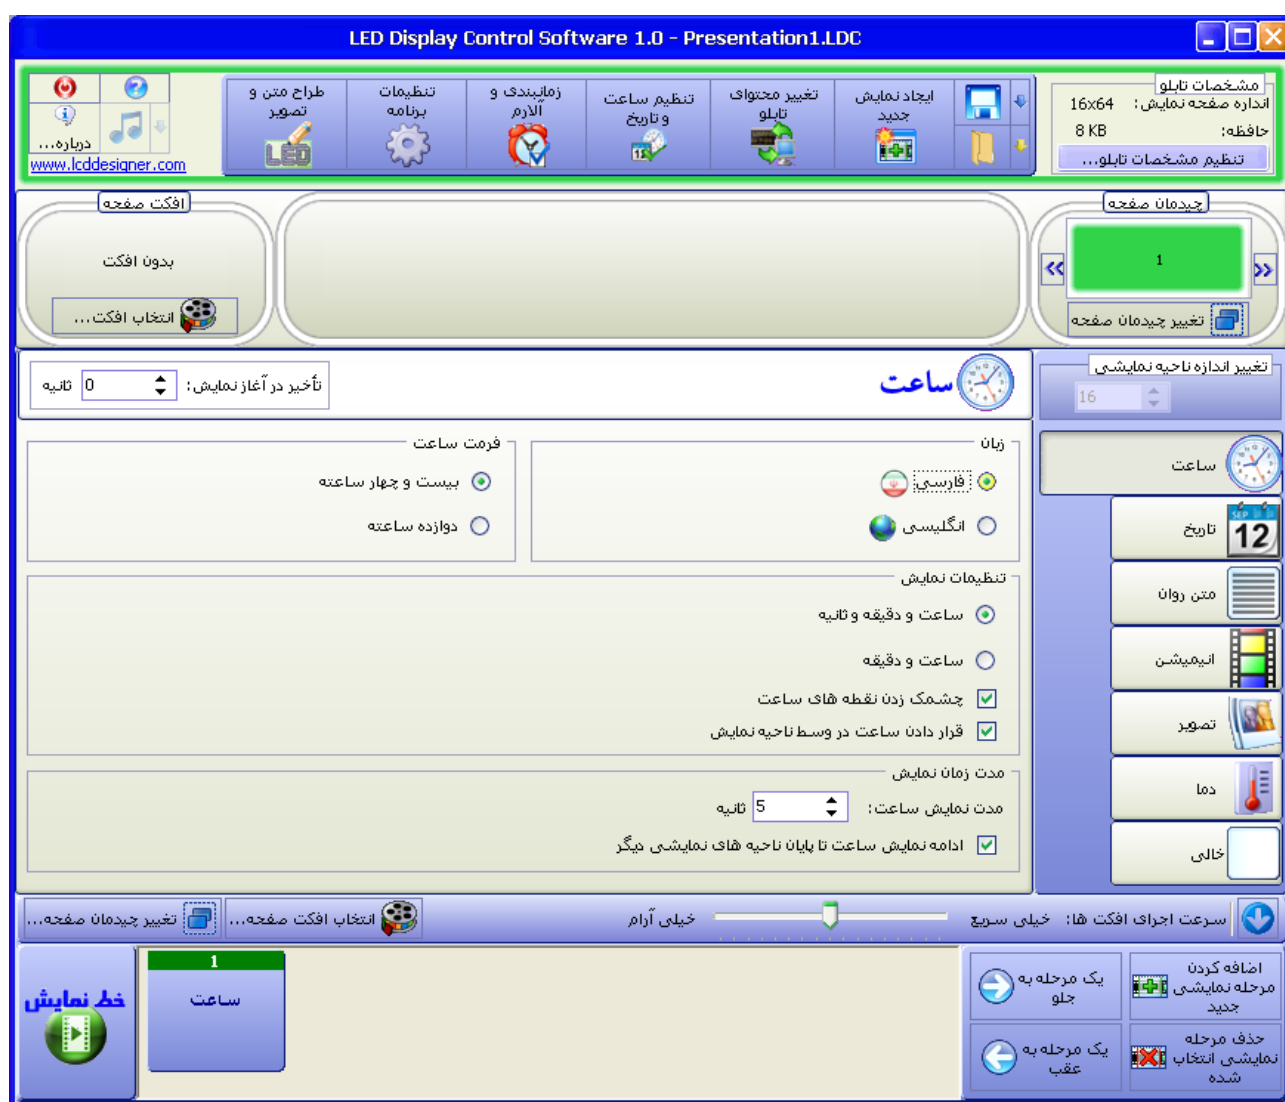 LED Display Control Software 1.0 - Presentation1.LDC
مشخصات تابلو
اندازه صفحه نمایش: 16x64
حافظه: 8 KB
تنظیم مشخصات تابلو...
ایجاد نمایش
جدید
تغییر محتوای
تابلو
تنظیم ساعت
و تاریخ
زمانبندی و
آلارم
تنظیمات
برنامه
طراح متن و
تصویر
LED
درباره...
www.lcddesigner.com
چیدمان صفحه
1
تغییر چیدمان صفحه
افکت صفحه
بدون افکت
انتخاب افکت...
تغییر اندازه ناحیه نمایشی
16
ساعت
تأخیر در آغاز نمایش: 0 ثانیه
ساعت
SEP
12
تاریخ
متن روان
انیمیشن
تصویر
دما
خالی
زبان
فارسی
انگلیسی
فرمت ساعت
بیست و چهار ساعته
دوازده ساعته
تنظیمات نمایش
ساعت و دقیقه و ثانیه
ساعت و دقیقه
چشمک زدن نقطه های ساعت
قرار دادن ساعت در وسط ناحیه نمایش
مدت زمان نمایش
مدت نمایش ساعت: 5 ثانیه
ادامه نمایش ساعت تا پایان ناحیه های نمایشی دیگر
سرعت اجرای افکت ها: خیلی سریع
خیلی آرام
انتخاب افکت صفحه...
تغییر چیدمان صفحه...
اضافه کردن
مرحله نمایشی
جدید
یک مرحله به
جلو
حذف مرحله
نمایشی انتخاب
شده
یک مرحله به
عقب
1
ساعت
خط نمایش